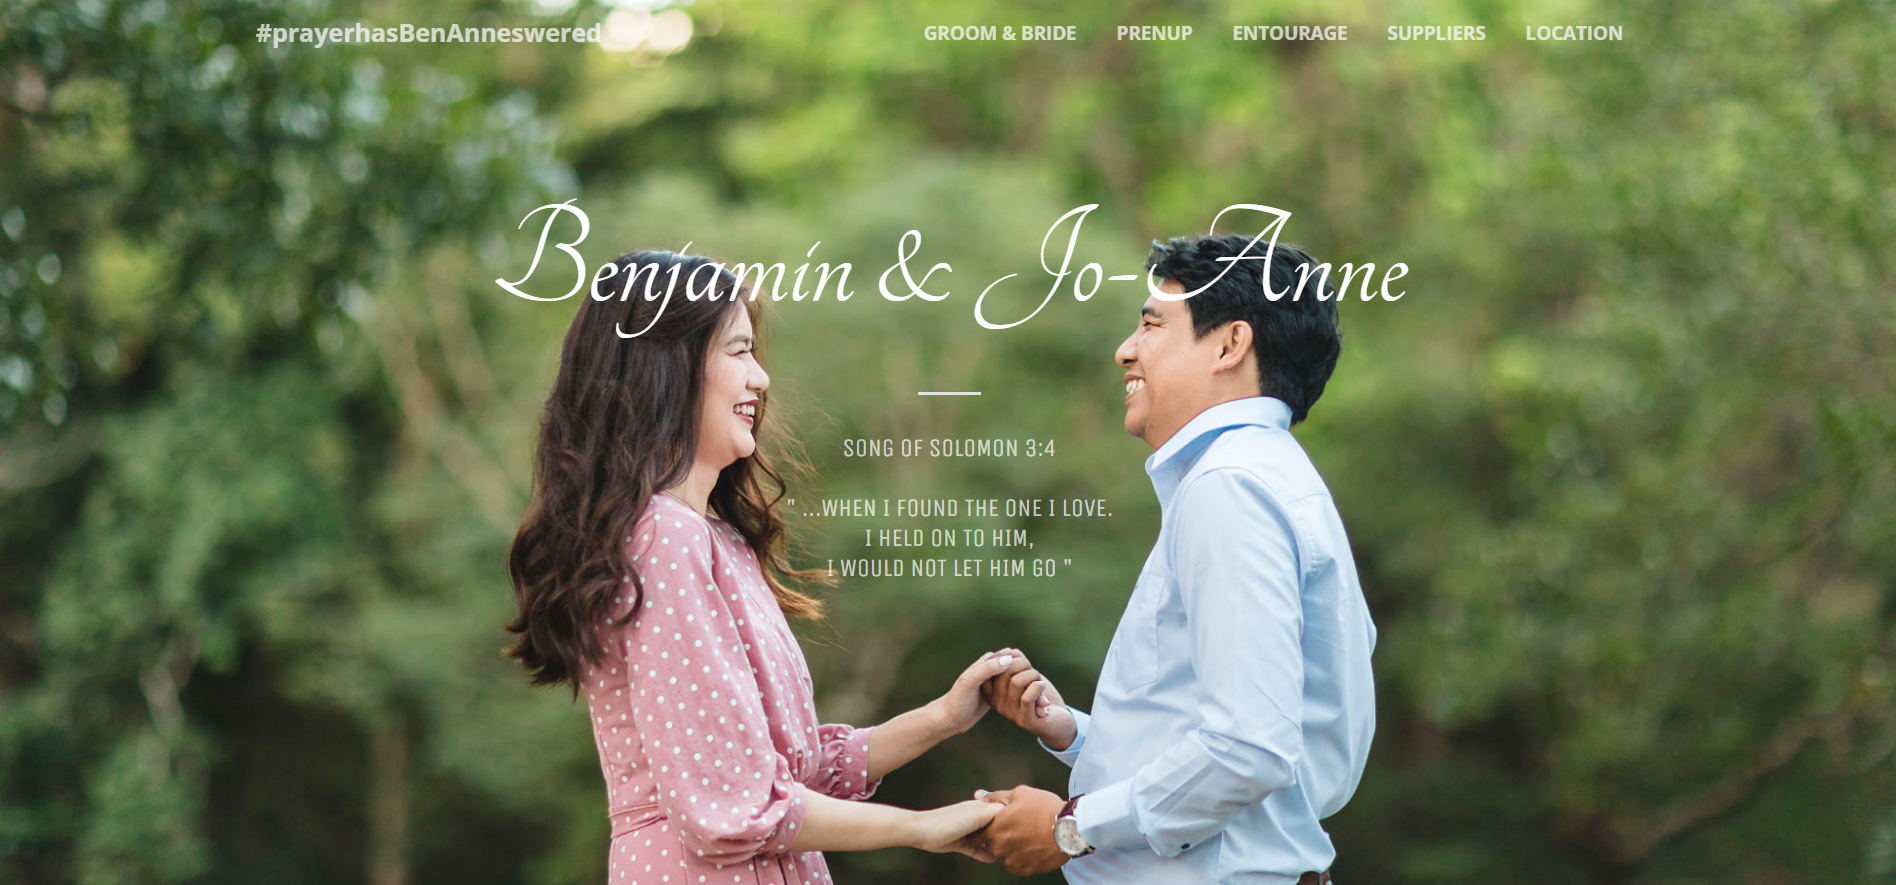 #prayerhasBenAnneswered
GROOM & BRIDE PRENUP ENTOURAGE SUPPLIERS LOCATION
Benjamin & Jo-Anne
SONG OF SOLOMON 3:4
" ...WHEN I FOUND THE ONE I LOVE.
I HELD ON TO HIM,
I WOULD NOT LET HIM GO "